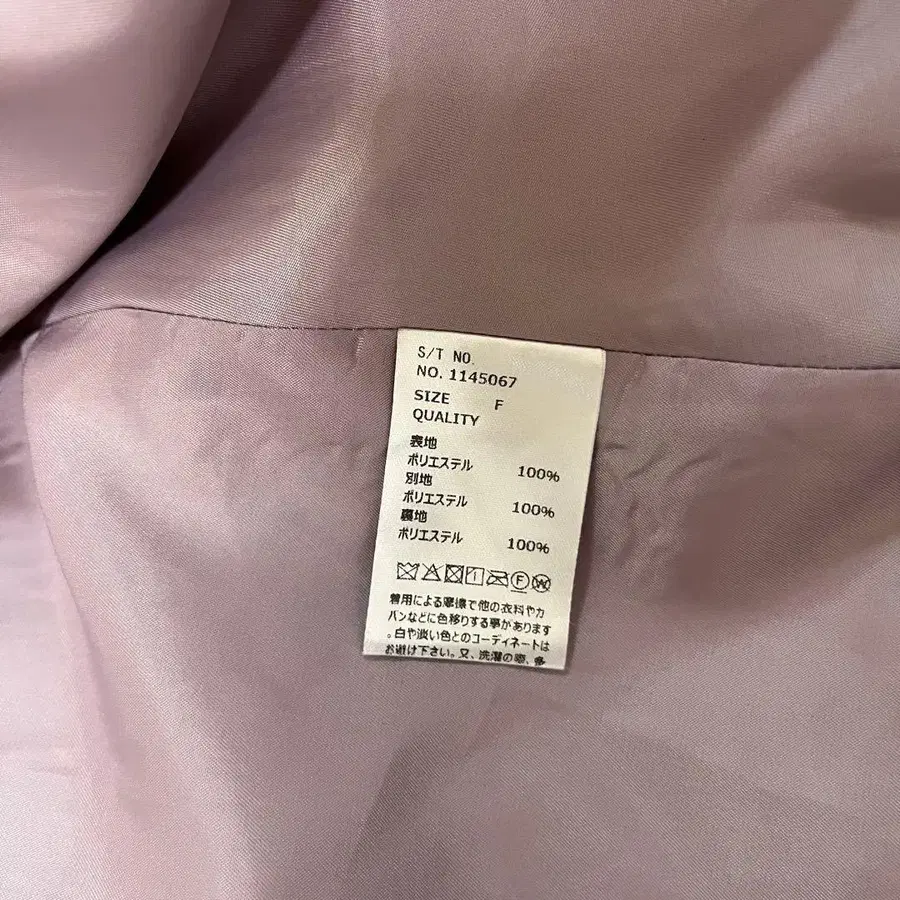 S/T NO.
NO. 1145067
SIZE F
QUALITY
表地
ポリエステル 100%
別地
ポリエステル 100%
裏地
ポリエステル 100%
F W
着用による摩擦で他の衣料やカ
バンなどに色移りする事があります
。白や淡い色とのコーディネートは
お避け下さい。又、洗濯の際、多